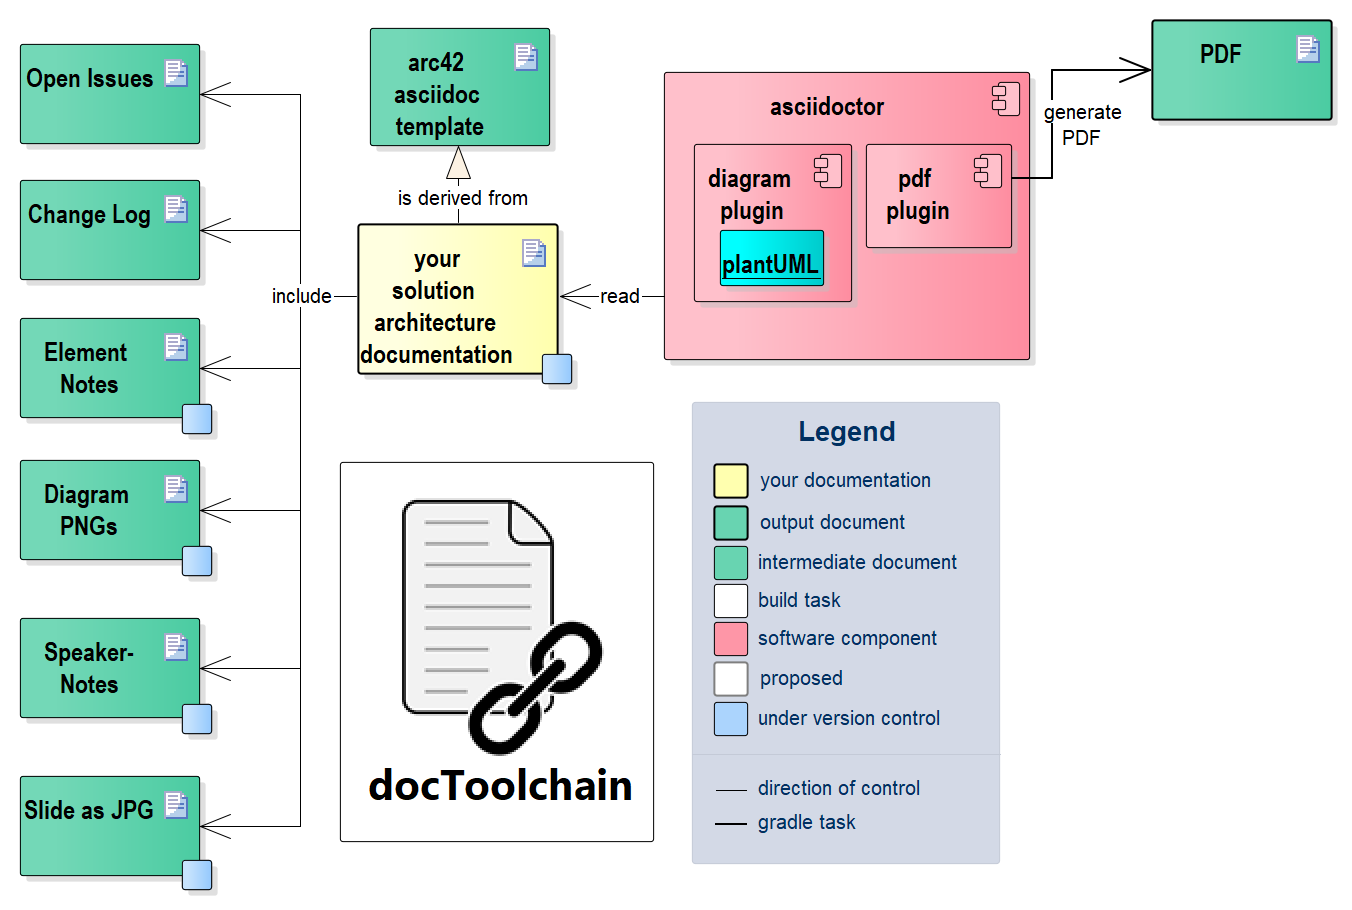 Open Issues
Change Log
Element
Notes
Diagram
PNGs
Speaker-
Notes
Slide as JPG
include
arc42
asciidoc
template
is derived from
your
solution
architecture
documentation
read
asciidoctor
diagram
plugin
plantUML
pdf
plugin
generate
PDF
PDF
docToolchain
Legend
your documentation
output document
intermediate document
build task
software component
proposed
under version control
direction of control
gradle task